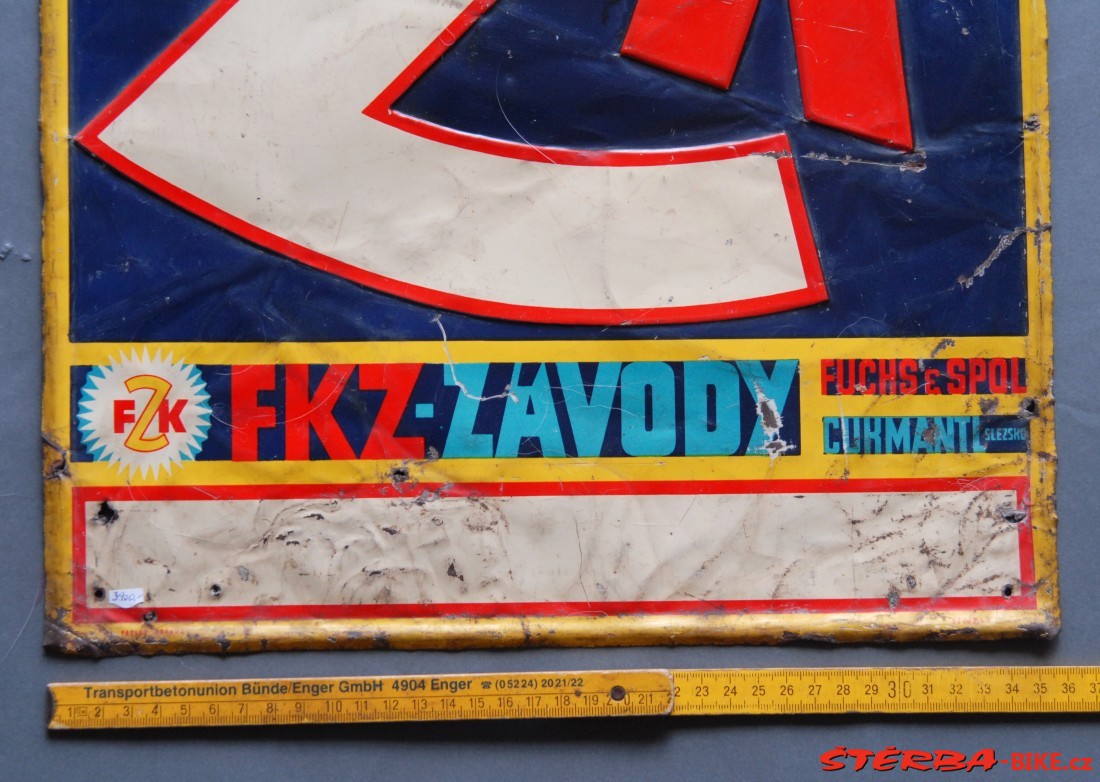 FZK
FKZ-ZÁVODY
FUCHS & SPOL
CUKMANTL SLEZSKO
Transportbetonunion Bünde/Enger GmbH 4904 Enger ☎ (05224) 2021/22
1 2 3 4 5 6 7 8 9 10 11 12 13 14 15 16 17 18 19 20 21 22 23 24 25 26 27 28 29 30 31 32 33 34 35 36 37
ŠTĚRBA-BIKE.cz